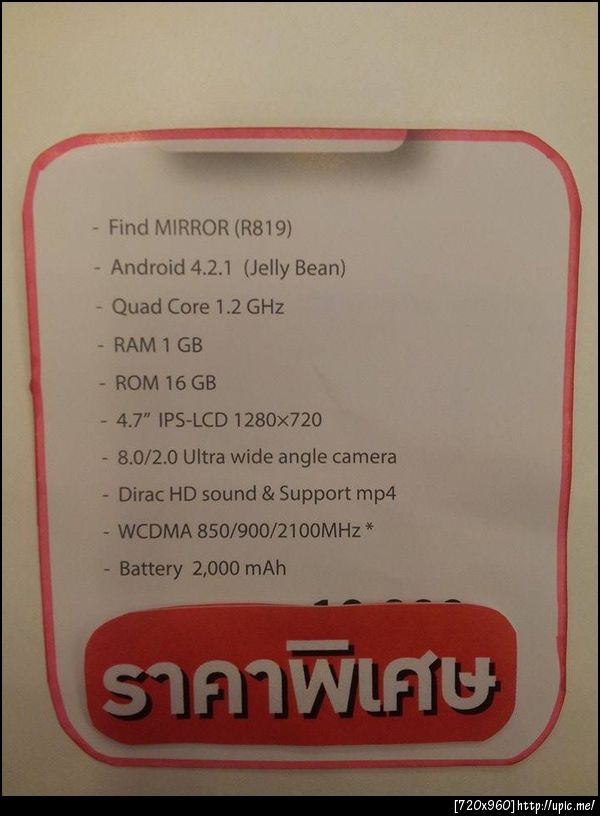 - Find MIRROR (R819)
- Android 4.2.1 (Jelly Bean)
- Quad Core 1.2 GHz
- RAM 1 GB
- ROM 16 GB
- 4.7" IPS-LCD 1280×720
- 8.0/2.0 Ultra wide angle camera
- Dirac HD sound & Support mp4
- WCDMA 850/900/2100MHz *
- Battery 2,000 mAh
ราคาพิเศษ
[720x960]http://upic.me/